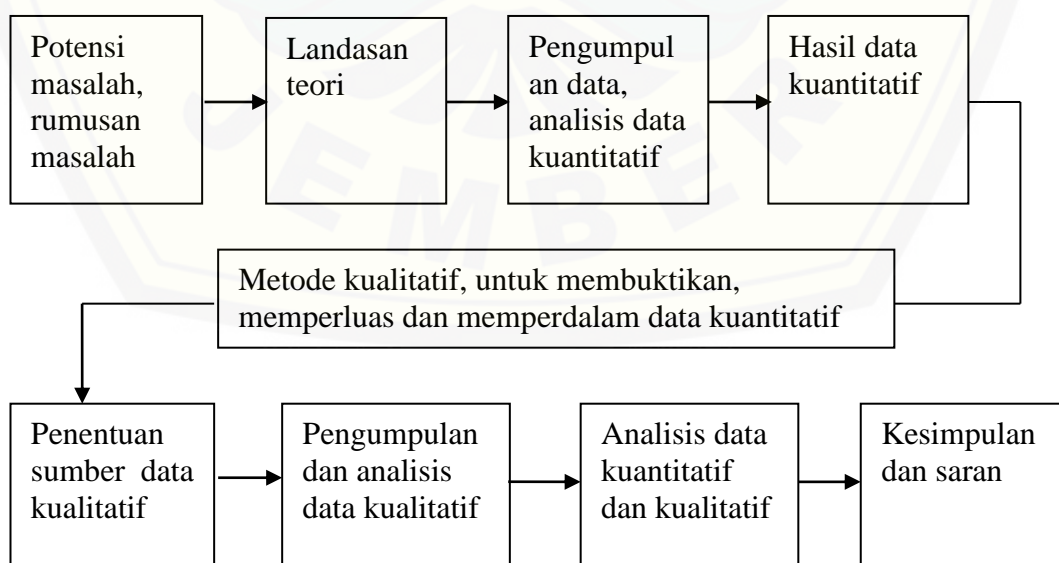 Potensi
masalah,
rumusan
masalah
Landasan
teori
Pengumpul
an data,
analisis data
kuantitatif
Hasil data
kuantitatif
JEMBER
Metode kualitatif, untuk membuktikan,
memperluas dan memperdalam data kuantitatif
Penentuan
sumber data
kualitatif
Pengumpulan
dan analisis
data kualitatif
Analisis data
kuantitatif
dan kualitatif
Kesimpulan
dan saran